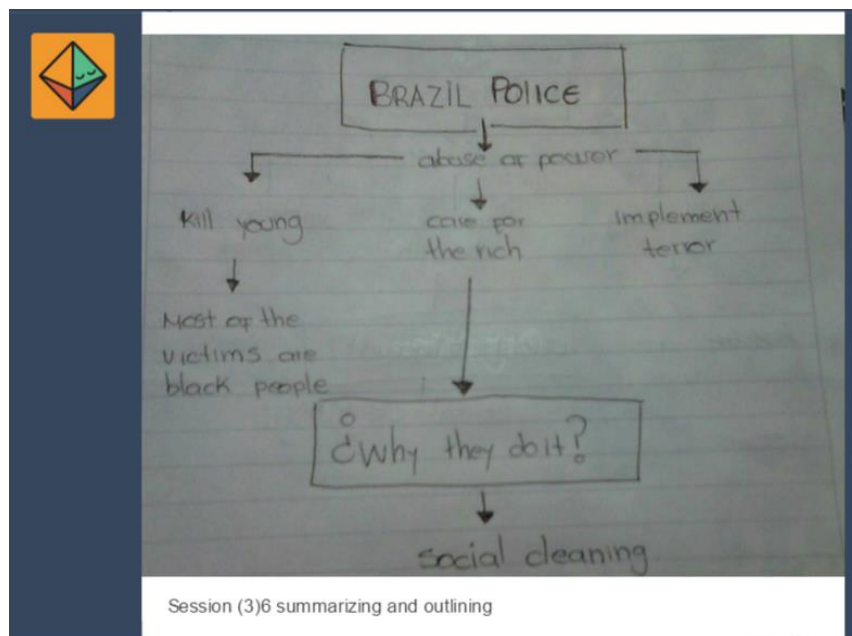 BRAZIL POLICE
abuse of power
Kill young
care for
the rich
implement
terror
Most of the
victims are
black people
¿Why they do it?
social cleaning
Session (3)6 summarizing and outlining